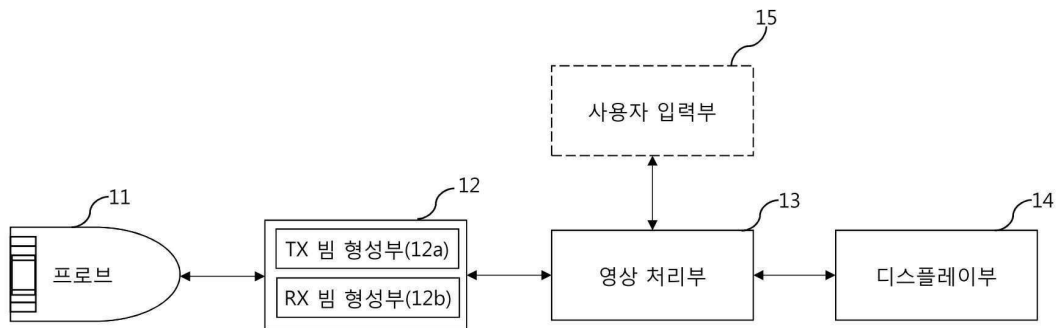 15
사용자 입력부
11
프로브
12
TX 빔 형성부(12a)
RX 빔 형성부(12b)
13
영상 처리부
14
디스플레이부